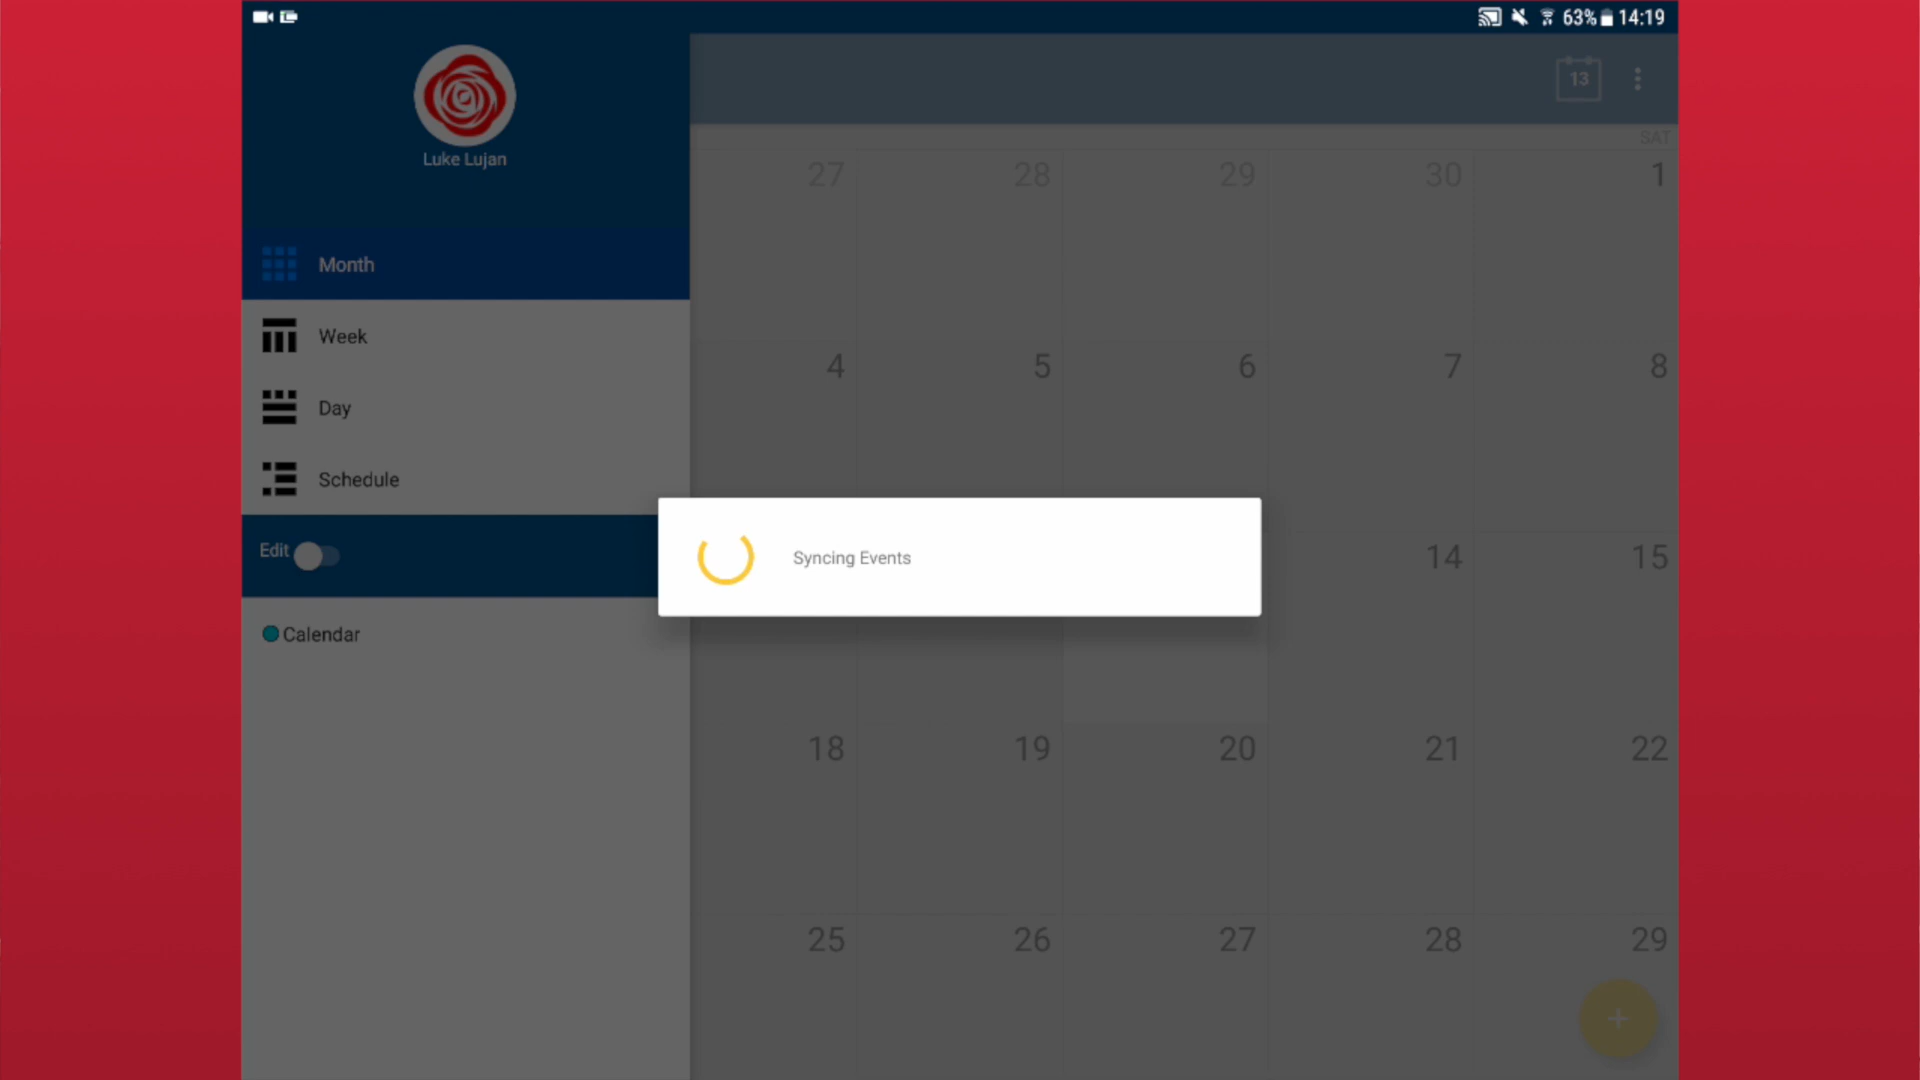 63% 14:19
Luke Lujan
13
SAT
Month
Week
Day
Schedule
Edit
Calendar
27 28 29 30 1
4 5 6 7 8
Syncing Events
14 15
18 19 20 21 22
25 26 27 28 29
+